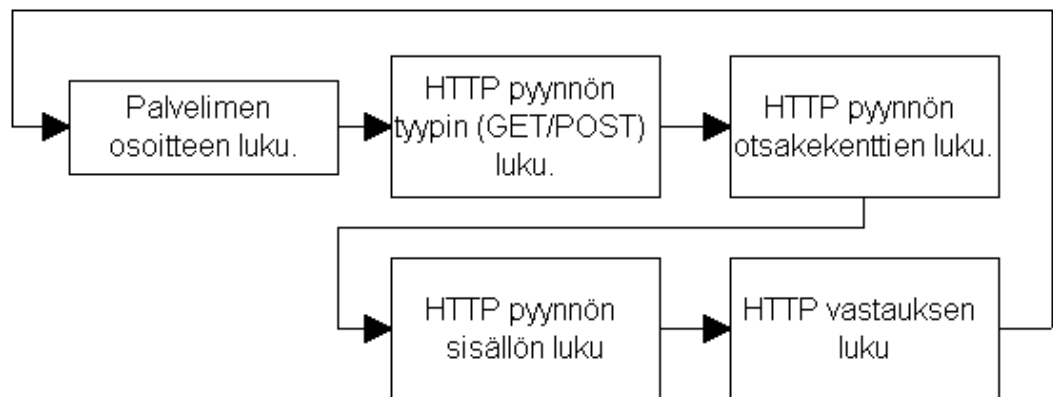 Palvelimen
osoitteen luku.
HTTP pyynnön
tyypin (GET/POST)
luku.
HTTP pyynnön
otsakekenttien luku.
HTTP pyynnön
sisällön luku
HTTP vastauksen
luku